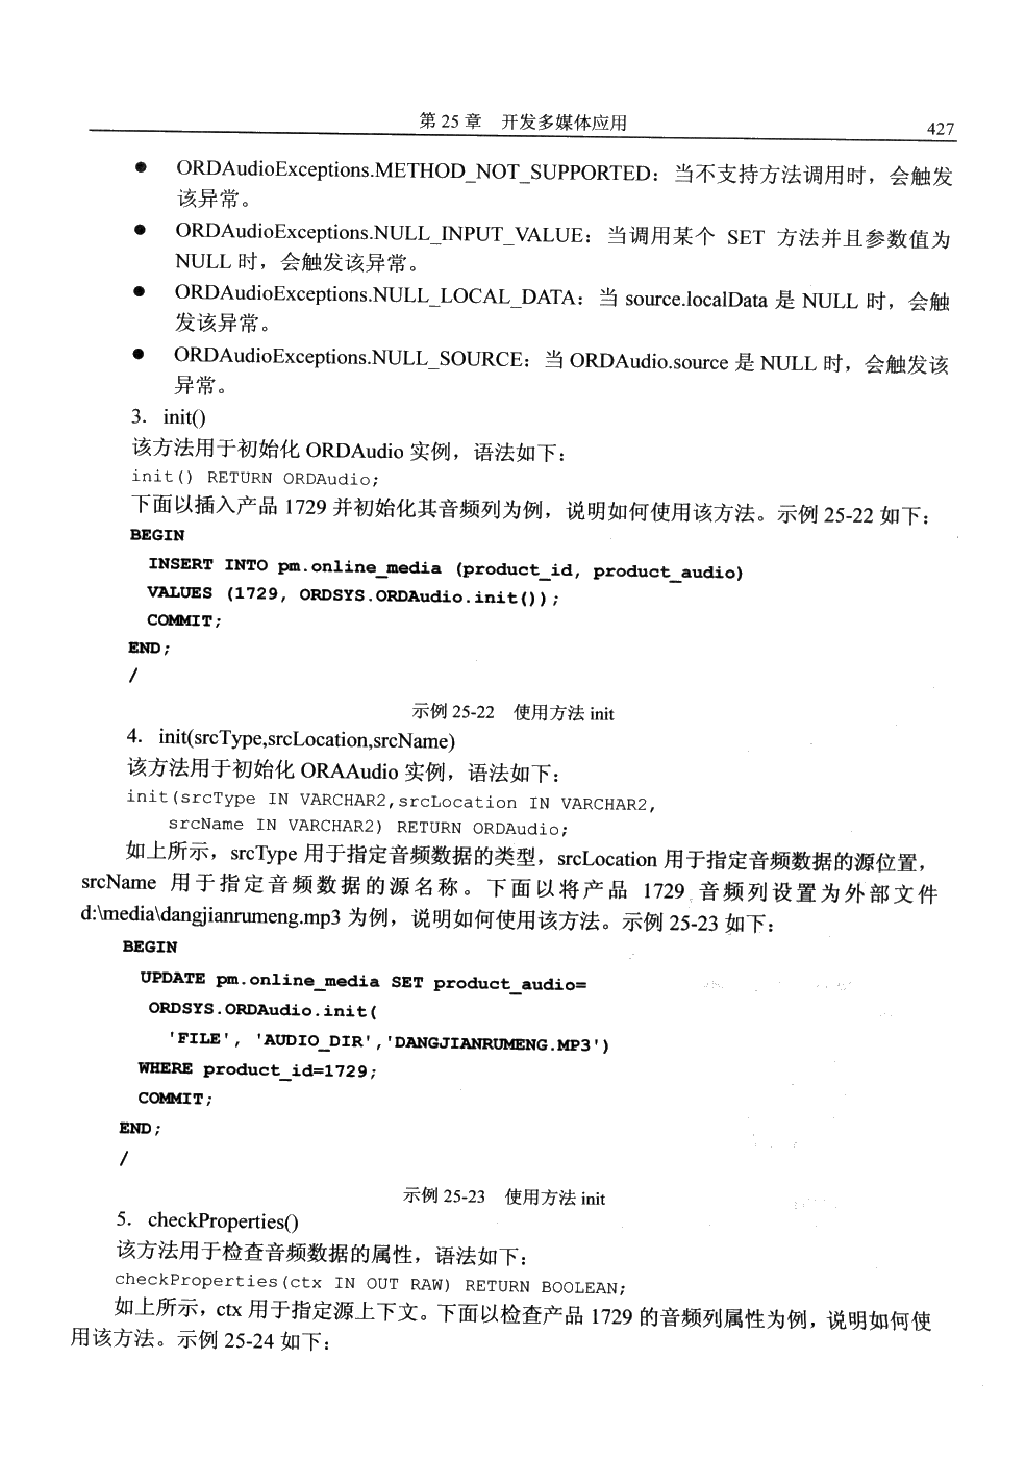 第 25 章　开发多媒体应用
427
● ORDAudioExceptions.METHOD_NOT_SUPPORTED：当不支持方法调用时，会触发
该异常。
● ORDAudioExceptions.NULL_INPUT_VALUE：当调用某个 SET 方法并且参数值为
NULL 时，会触发该异常。
● ORDAudioExceptions.NULL_LOCAL_DATA：当 source.localData 是 NULL 时，会触
发该异常。
● ORDAudioExceptions.NULL_SOURCE：当 ORDAudio.source 是 NULL 时，会触发该
异常。
3．init()
该方法用于初始化 ORDAudio 实例，语法如下：
init() RETURN ORDAudio;
下面以插入产品 1729 并初始化其音频列为例，说明如何使用该方法。示例 25-22 如下：
BEGIN
INSERT INTO pm.online_media (product_id, product_audio)
VALUES (1729, ORDSYS.ORDAudio.init());
COMMIT;
END;
/
示例 25-22　使用方法 init
4．init(srcType,srcLocation,srcName)
该方法用于初始化 ORAAudio 实例，语法如下：
init(srcType IN VARCHAR2,srcLocation IN VARCHAR2,
srcName IN VARCHAR2) RETURN ORDAudio;
如上所示，srcType 用于指定音频数据的类型，srcLocation 用于指定音频数据的源位置，
srcName 用于指定音频数据的源名称。下面以将产品 1729 音频列设置为外部文件
d:\media\dangjianrumeng.mp3 为例，说明如何使用该方法。示例 25-23 如下：
BEGIN
UPDATE pm.online_media SET product_audio=
ORDSYS.ORDAudio.init(
'FILE', 'AUDIO_DIR','DANGJIANRUMENG.MP3')
WHERE product_id=1729;
COMMIT;
END;
/
示例 25-23　使用方法 init
5．checkProperties()
该方法用于检查音频数据的属性，语法如下：
checkProperties(ctx IN OUT RAW) RETURN BOOLEAN;
如上所示，ctx 用于指定源上下文。下面以检查产品 1729 的音频列属性为例，说明如何使
用该方法。示例 25-24 如下：